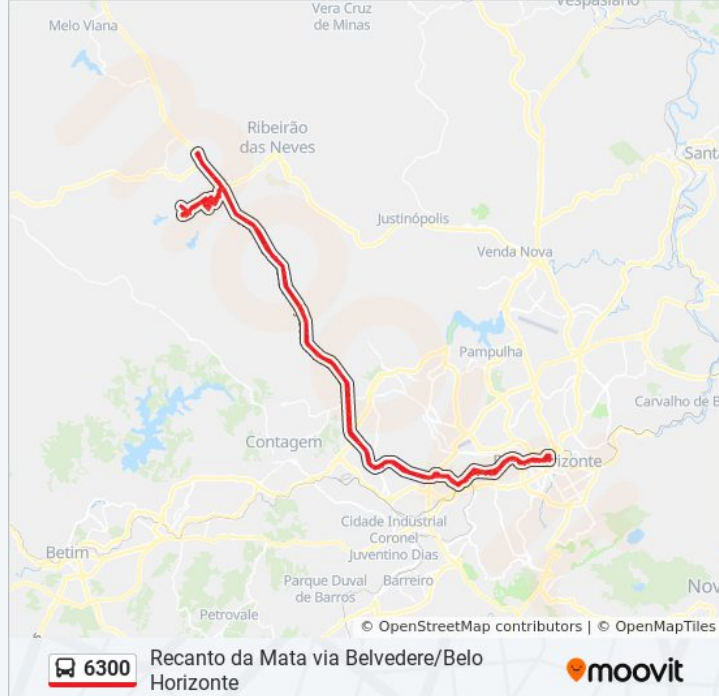 Vera Cruz
de Minas
Vespasiano
Melo Viana
Ribeirão
das Neves
Santa
Justinópolis
Venda Nova
Pampulha
Carvalho de B
Contagem
izonte
Cidade Industrial
Coronel
Juventino Dias
Betim
Parque Duval
de Barros
Barreiro
Nov
Petrovale
© OpenStreetMap contributors | © OpenMapTiles
6300
Recanto da Mata via Belvedere/Belo
Horizonte
moovit